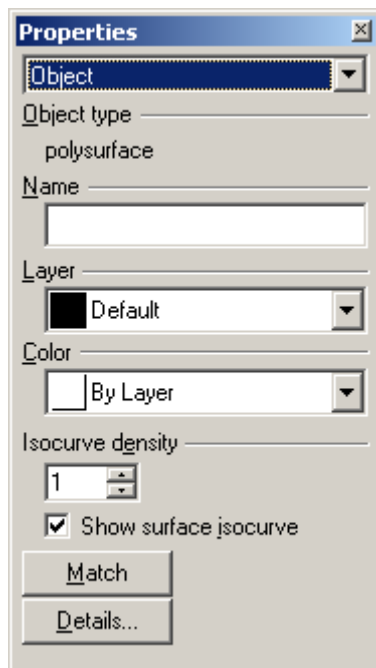 Properties
Object
Object type
polysurface
Name
Layer
Default
Color
By Layer
Isocurve density
1
Show surface isocurve
Match
Details...